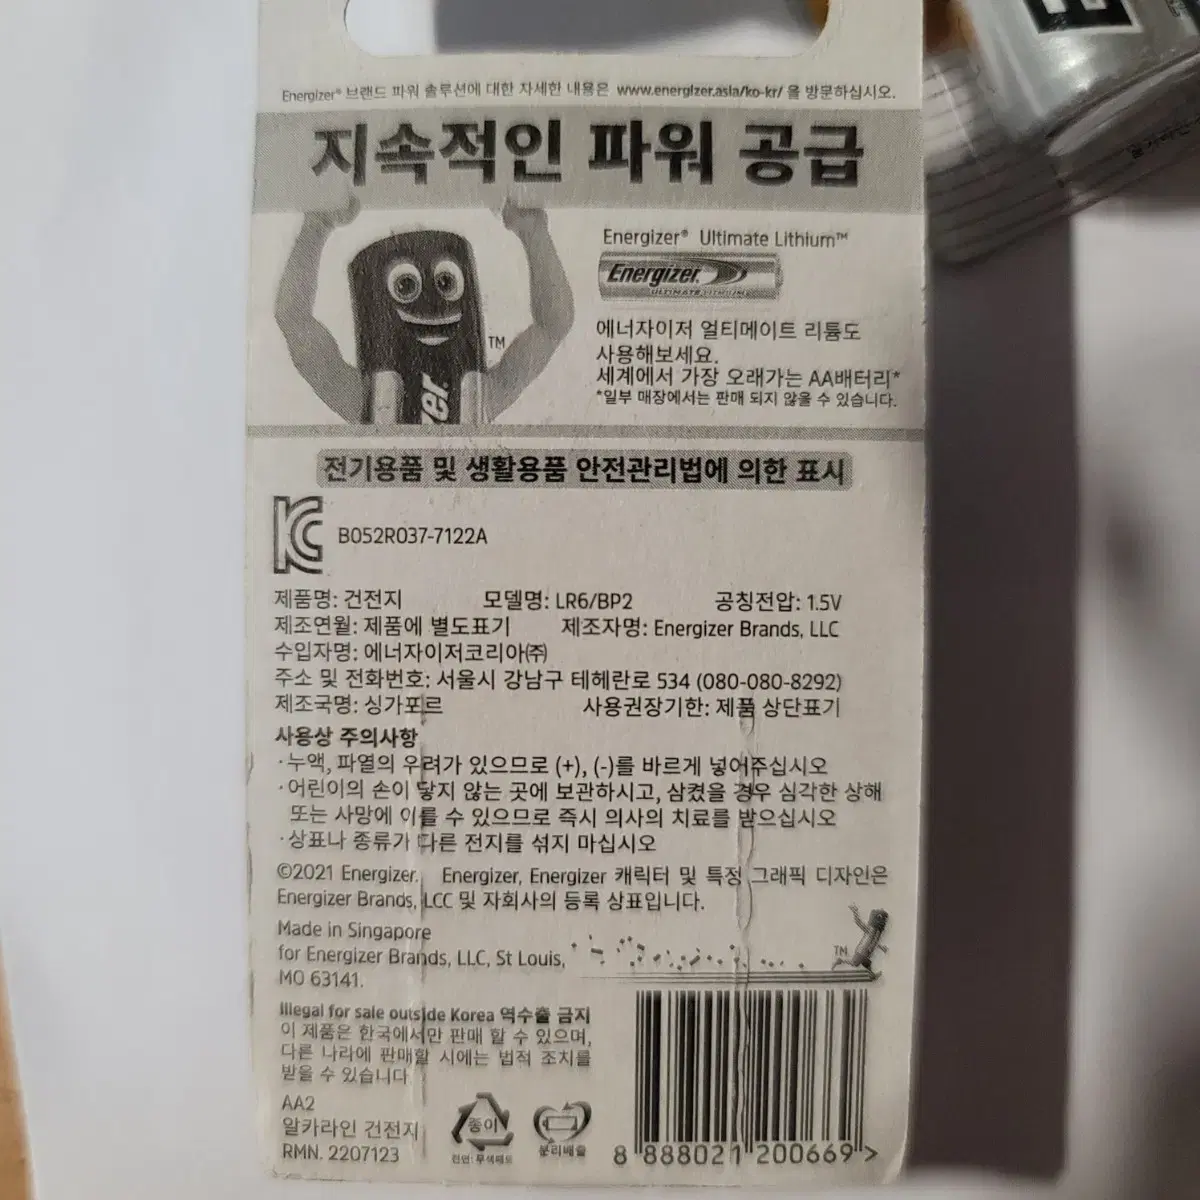 Energizer® 브랜드 파워 솔루션에 대한 자세한 내용은 www.energizer.asia/ko-kr/ 을 방문하십시오.
지속적인 파워 공급
Energizer® Ultimate Lithium™
Energizer.
ULTIMATE LITHIUM
에너자이저 얼티메이트 리튬도
사용해보세요.
세계에서 가장 오래가는 AA배터리*
*일부 매장에서는 판매 되지 않을 수 있습니다.
TM
전기용품 및 생활용품 안전관리법에 의한 표시
KC B052R037-7122A
제품명: 건전지 모델명: LR6/BP2 공칭전압: 1.5V
제조연월: 제품에 별도표기 제조자명: Energizer Brands, LLC
수입자명: 에너자이저코리아㈜
주소 및 전화번호: 서울시 강남구 테헤란로 534 (080-080-8292)
제조국명: 싱가포르 사용권장기한: 제품 상단표기
사용상 주의사항
·누액, 파열의 우려가 있으므로 (+), (-)를 바르게 넣어주십시오
·어린이의 손이 닿지 않는 곳에 보관하시고, 삼켰을 경우 심각한 상해
또는 사망에 이를 수 있으므로 즉시 의사의 치료를 받으십시오
·상표나 종류가 다른 전지를 섞지 마십시오
©2021 Energizer. Energizer, Energizer 캐릭터 및 특정 그래픽 디자인은
Energizer Brands, LCC 및 자회사의 등록 상표입니다.
Made in Singapore
for Energizer Brands, LLC, St Louis,
MO 63141.
TM
Illegal for sale outside Korea 역수출 금지
이 제품은 한국에서만 판매 할 수 있으며,
다른 나라에 판매할 시에는 법적 조치를
받을 수 있습니다
AA2
알카라인 건전지
RMN. 2207123
종이
전면:무색페트
분리배출
8 888021 200669 >